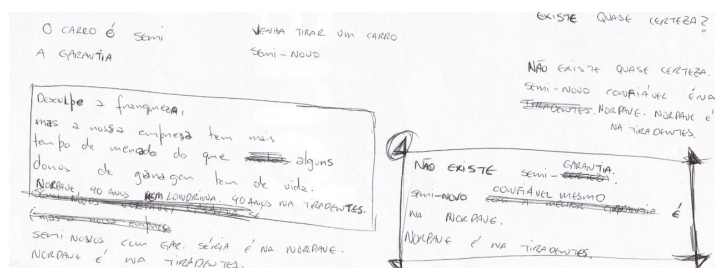 O CARRO É SEMI
A GARANTIA
VENHA TIRAR UM CARRO
SEMI-NOVO
EXISTE QUASE CERTEZA?
NÃO EXISTE QUASE CERTEZA.
SEMI-NOVO CONFIÁVEL É NA
TIRADENTES. NORPAVE. NORPAVE É
NA TIRADENTES.
Desculpe a franqueza,
mas a nossa empresa tem mais
tempo de mercado do que alguns
donos de garagem tem de vida.
NORPAVE, 40 ANOS EM LONDRINA. 40 ANOS NA TIRADENTES.
SEMI NOVOS COM GAR. SÉRIA É NA NORPAVE.
NORPAVE É NA TIRADENTES.
NÃO EXISTE SEMI-GARANTIA.
SEMI-NOVO CONFIÁVEL MESMO É
NA NORPAVE.
NORPAVE É NA TIRADENTES.